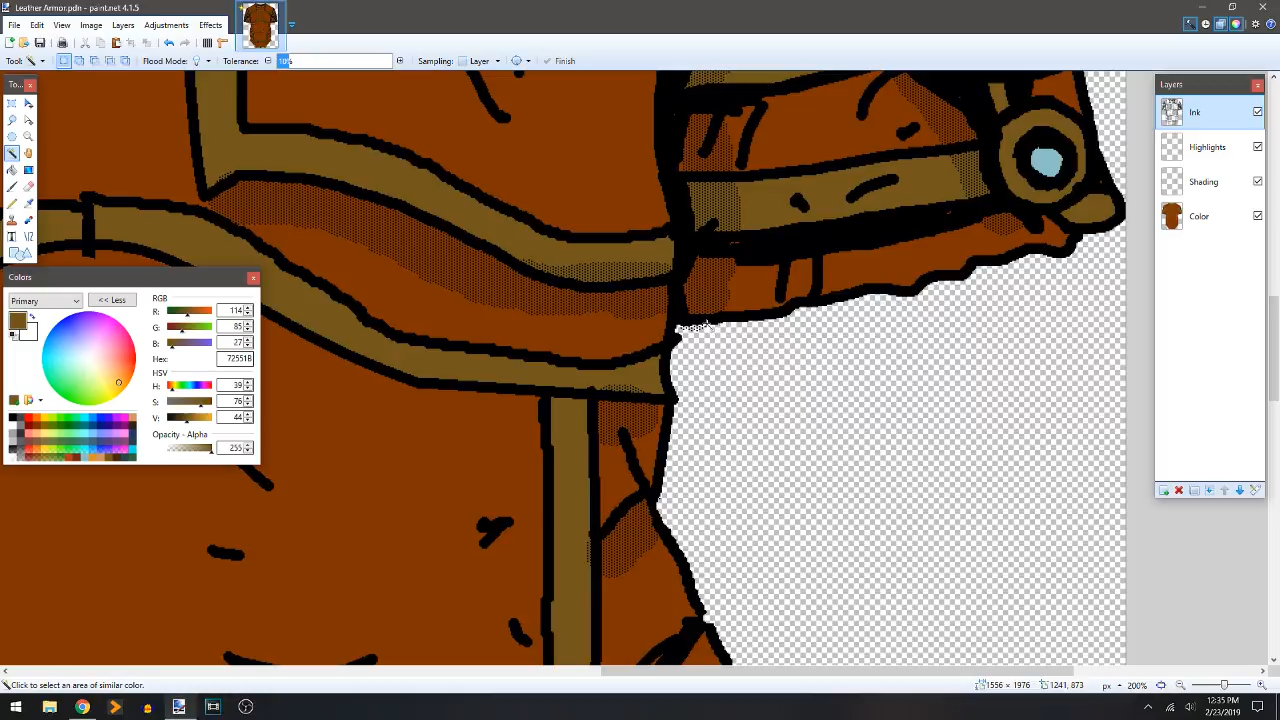 Leather Armor.pdn - paint.net 4.1.5
File Edit View Image Layers Adjustments Effects
Tool: Flood Mode: Tolerance: 10% Sampling: Layer Finish
To...
Layers
Ink
Highlights
Shading
Color
Colors
Primary
<< Less
RGB
R: 114
G: 85
B: 27
Hex: 72551B
HSV
H: 39
S: 76
V: 44
Opacity - Alpha
255
Click to select an area of similar color.
1556 × 1976
1241, 873
px
200%
12:35 PM
2/23/2019